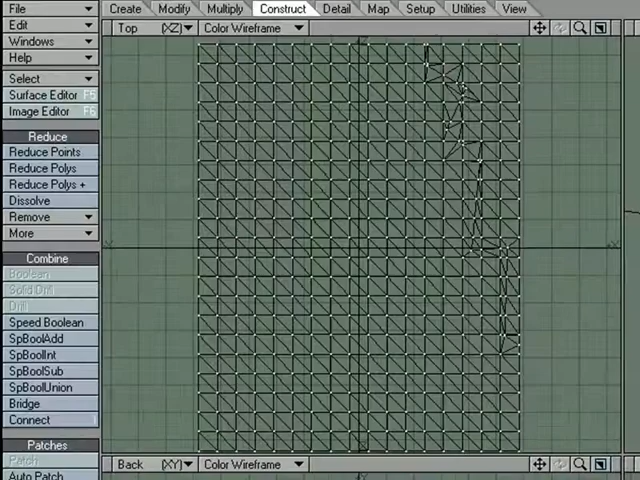 File
Create Modify Multiply Construct Detail Map Setup Utilities View
Edit
Top (XZ) Color Wireframe
Windows
Help
Select
Surface Editor F5
Image Editor F6
Reduce
Reduce Points
Reduce Polys
Reduce Polys +
Dissolve
Remove
More
Combine
Boolean
Solid Drill
Drill
Speed Boolean
SpBoolAdd
SpBoolInt
SpBoolSub
SpBoolUnion
Bridge
Connect l
Patches
Patch
Auto Patch
Back (XY) Color Wireframe